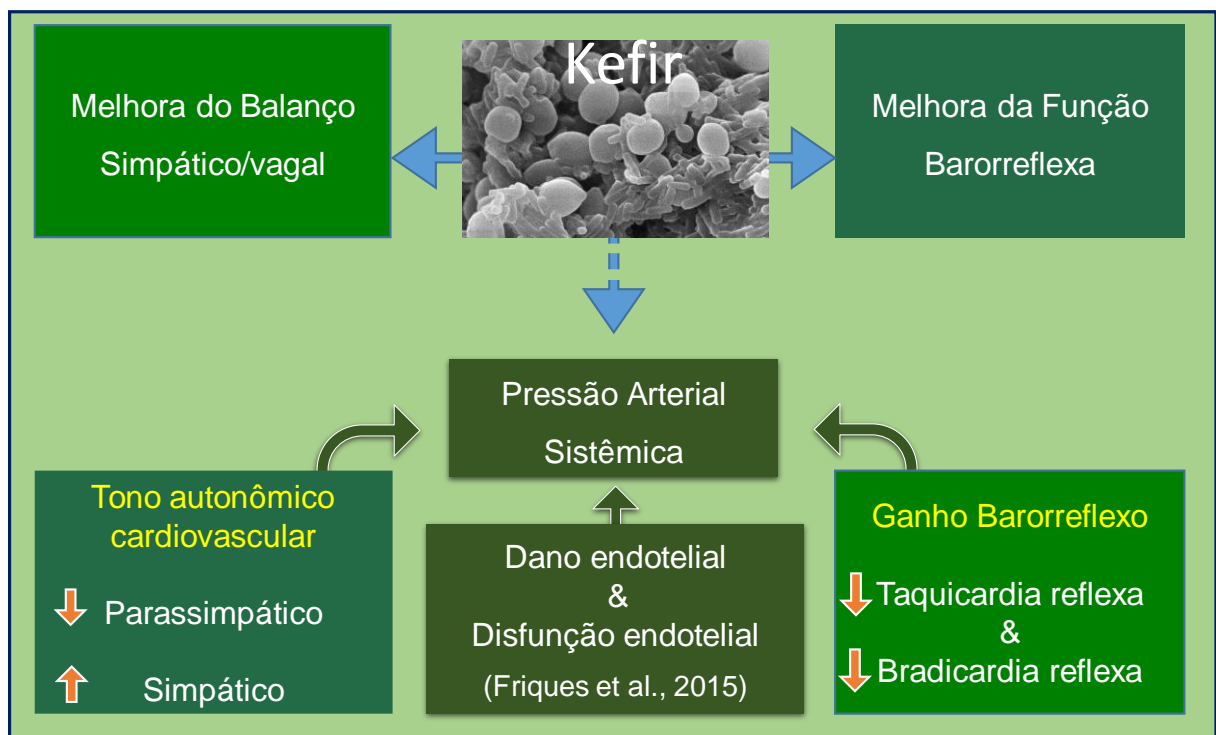 Melhora do Balanço
Simpático/vagal
Kefir
Melhora da Função
Barorreflexa
Pressão Arterial
Sistêmica
Tono autonômico
cardiovascular
Parassimpático
Simpático
Dano endotelial
&
Disfunção endotelial
(Friques et al., 2015)
Ganho Barorreflexo
Taquicardia reflexa
&
Bradicardia reflexa